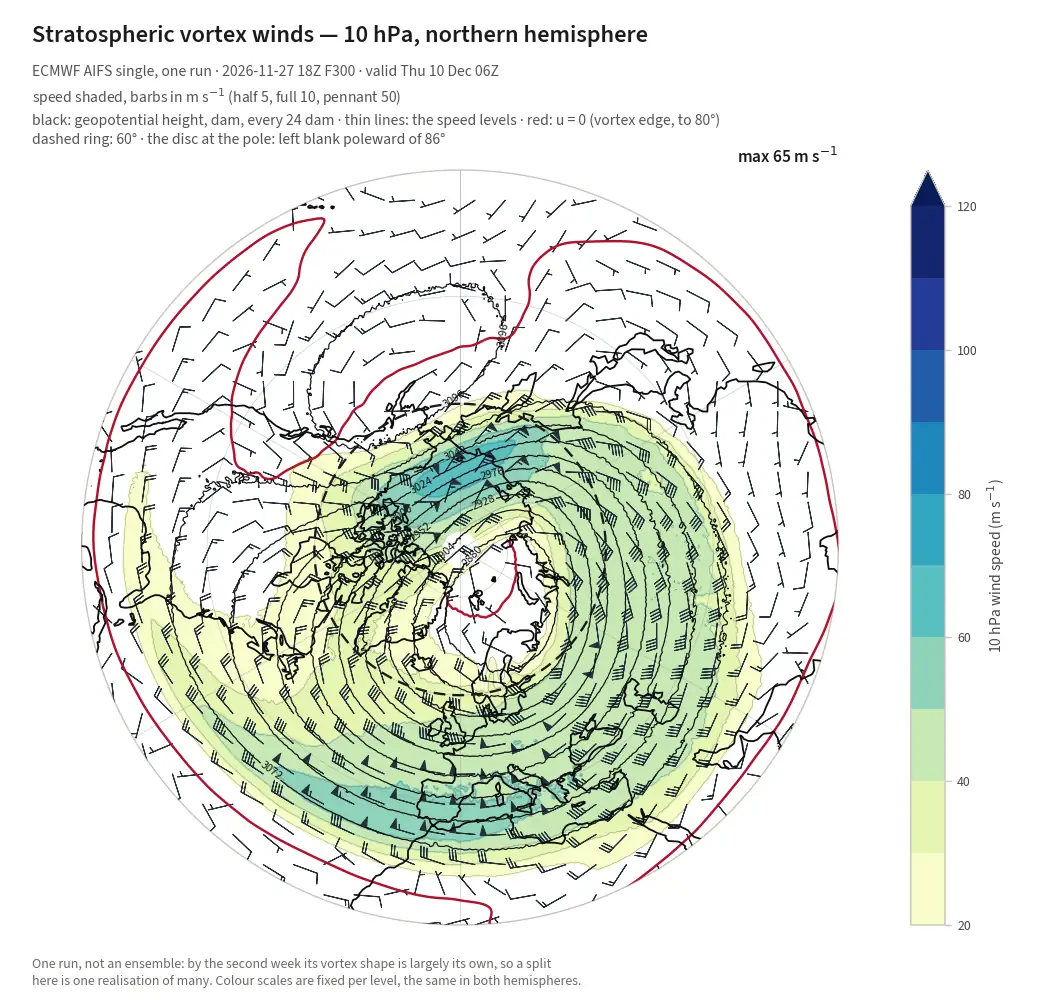 Stratospheric vortex winds — 10 hPa, northern hemisphere
ECMWF AIFS single, one run · 2026-11-27 18Z F300 · valid Thu 10 Dec 06Z
speed shaded, barbs in m s⁻¹ (half 5, full 10, pennant 50)
black: geopotential height, dam, every 24 dam · thin lines: the speed levels · red: u = 0 (vortex edge, to 80°)
dashed ring: 60° · the disc at the pole: left blank poleward of 86°
max 65 m s⁻¹
120
100
80
60
40
20
10 hPa wind speed (m s⁻¹)
3024
2976
2928
3072
One run, not an ensemble: by the second week its vortex shape is largely its own, so a split
here is one realisation of many. Colour scales are fixed per level, the same in both hemispheres.